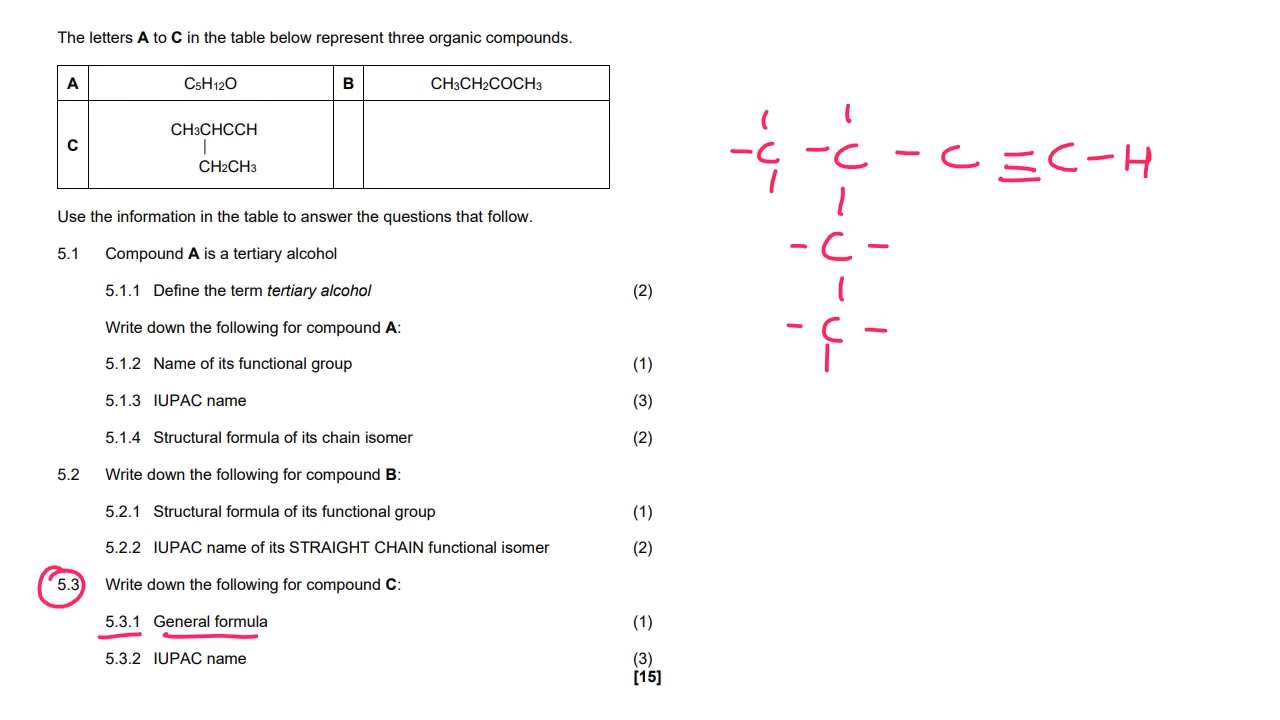 The letters A to C in the table below represent three organic compounds.
A C₅H₁₂O B CH₃CH₂COCH₃
C
CH₃CHCCH
|
CH₂CH₃
Use the information in the table to answer the questions that follow.
5.1 Compound A is a tertiary alcohol
5.1.1 Define the term tertiary alcohol (2)
Write down the following for compound A:
5.1.2 Name of its functional group (1)
5.1.3 IUPAC name (3)
5.1.4 Structural formula of its chain isomer (2)
5.2 Write down the following for compound B:
5.2.1 Structural formula of its functional group (1)
5.2.2 IUPAC name of its STRAIGHT CHAIN functional isomer (2)
5.3 Write down the following for compound C:
5.3.1 General formula (1)
5.3.2 IUPAC name (3)
[15]
-C-C-C≡C-H
-C-
-C-